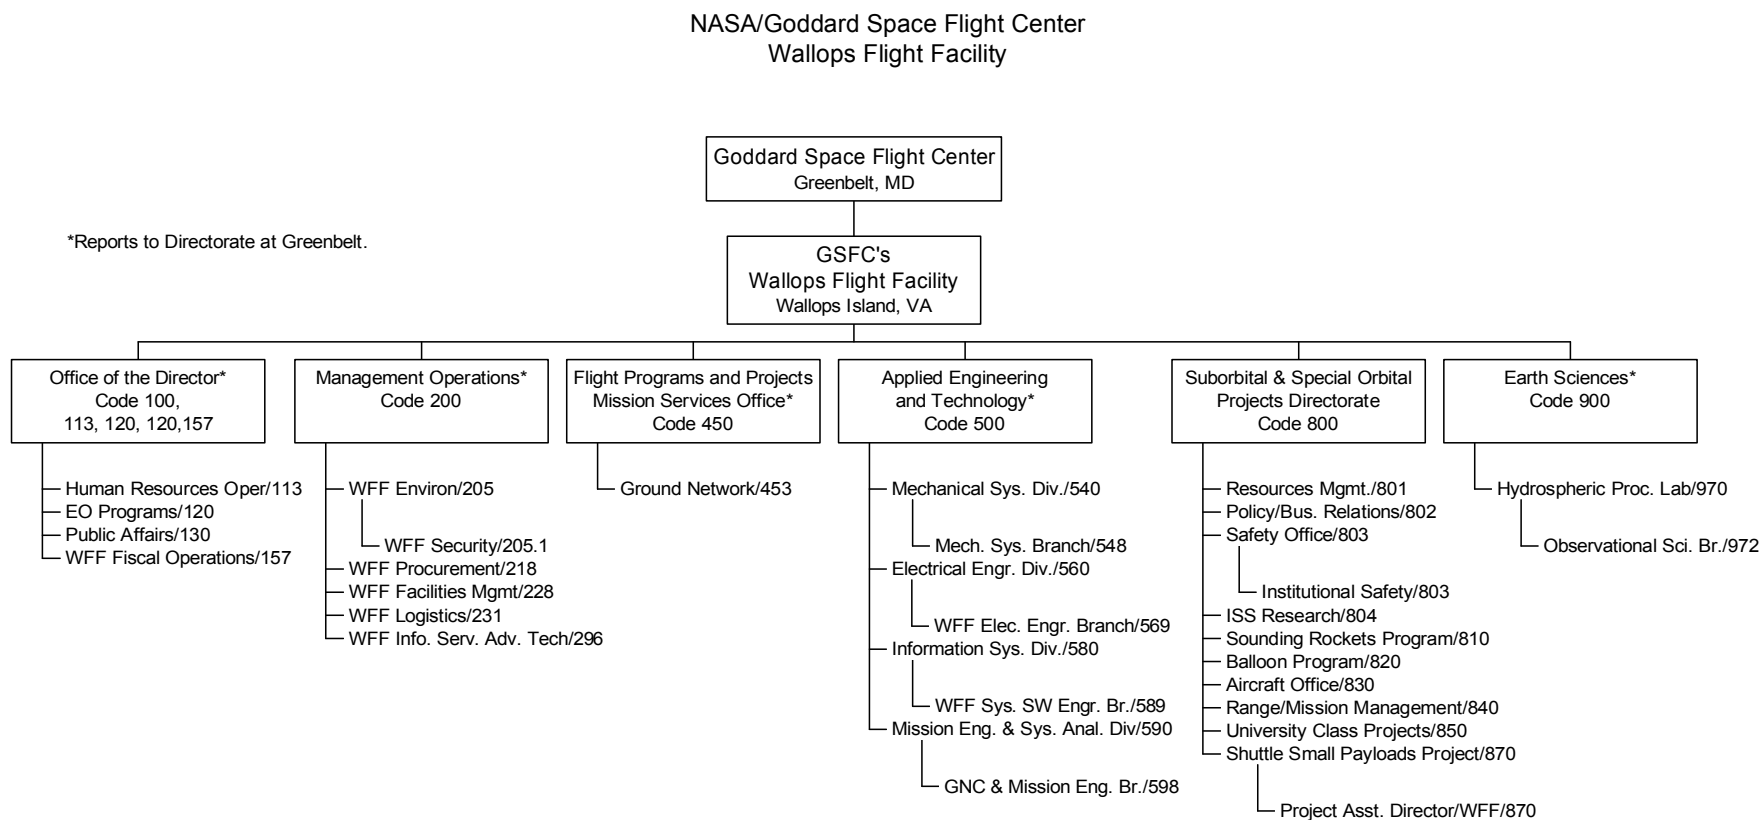 NASA/Goddard Space Flight Center
Wallops Flight Facility
Goddard Space Flight Center
Greenbelt, MD
*Reports to Directorate at Greenbelt.
GSFC's
Wallops Flight Facility
Wallops Island, VA
Office of the Director*
Code 100,
113, 120, 120,157
Human Resources Oper/113
EO Programs/120
Public Affairs/130
WFF Fiscal Operations/157
Management Operations*
Code 200
WFF Environ/205
WFF Security/205.1
WFF Procurement/218
WFF Facilities Mgmt/228
WFF Logistics/231
WFF Info. Serv. Adv. Tech/296
Flight Programs and Projects
Mission Services Office*
Code 450
Ground Network/453
Applied Engineering
and Technology*
Code 500
Mechanical Sys. Div./540
Mech. Sys. Branch/548
Electrical Engr. Div./560
WFF Elec. Engr. Branch/569
Information Sys. Div./580
WFF Sys. SW Engr. Br./589
Mission Eng. & Sys. Anal. Div/590
GNC & Mission Eng. Br./598
Suborbital & Special Orbital
Projects Directorate
Code 800
Resources Mgmt./801
Policy/Bus. Relations/802
Safety Office/803
Institutional Safety/803
ISS Research/804
Sounding Rockets Program/810
Balloon Program/820
Aircraft Office/830
Range/Mission Management/840
University Class Projects/850
Shuttle Small Payloads Project/870
Project Asst. Director/WFF/870
Earth Sciences*
Code 900
Hydrospheric Proc. Lab/970
Observational Sci. Br./972